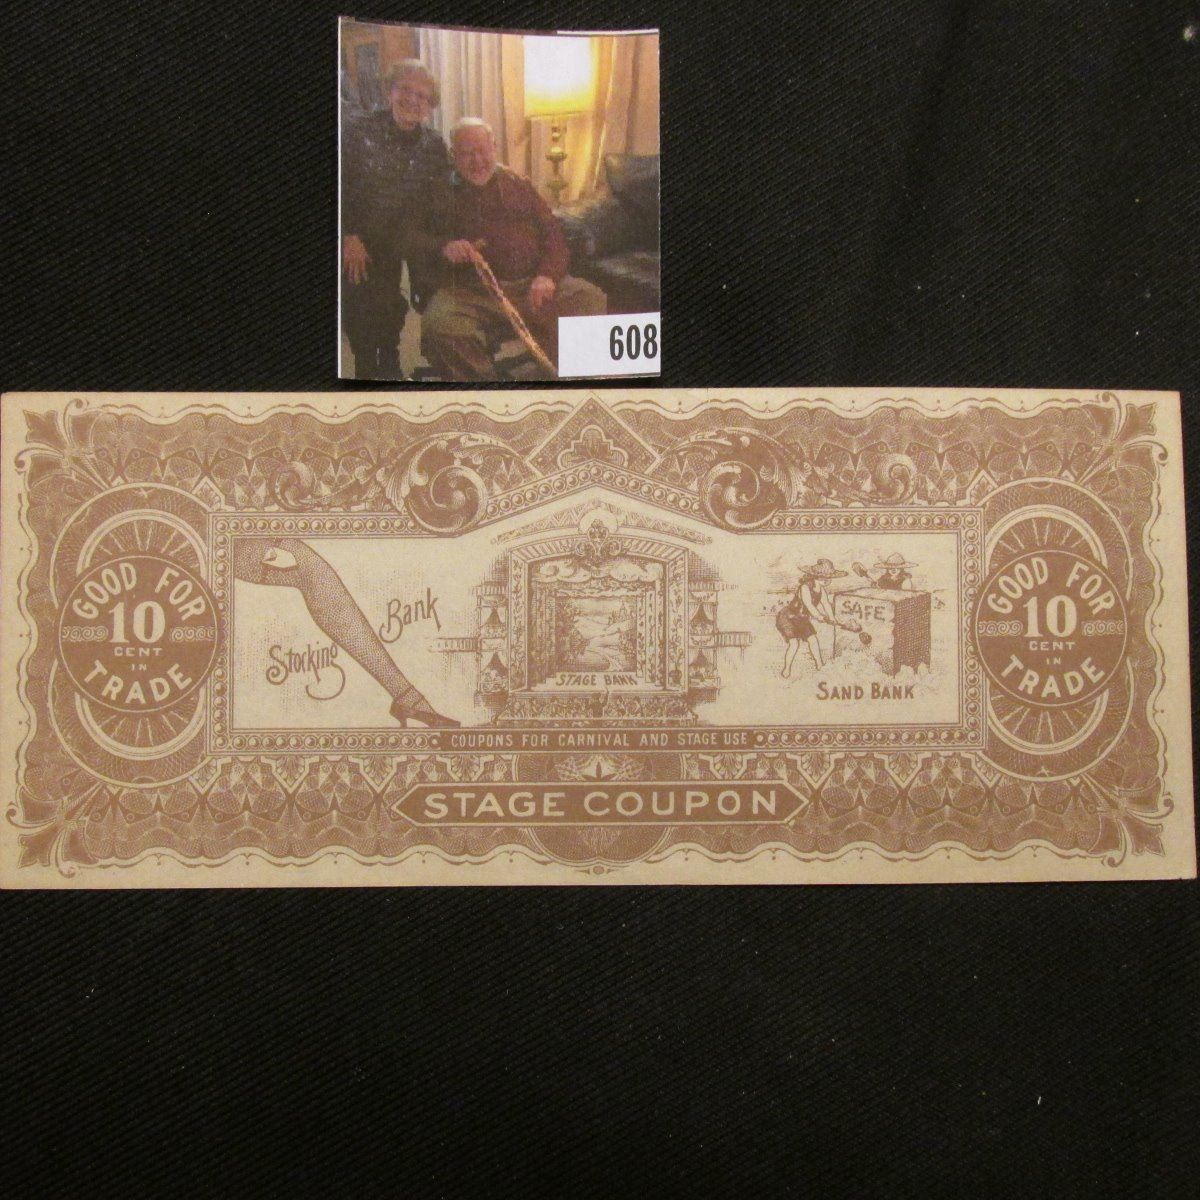 608
GOOD FOR
10
CENT
IN
TRADE
Stocking
Bank
STAGE BANK
SAFE
SAND BANK
GOOD FOR
10
CENT
IN
TRADE
COUPONS FOR CARNIVAL AND STAGE USE
STAGE COUPON